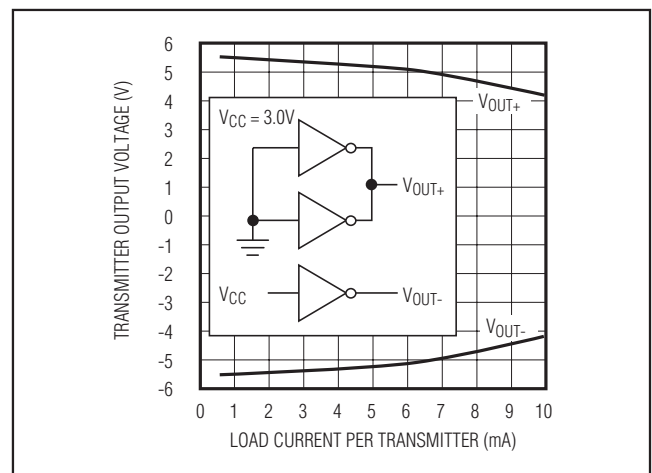 TRANSMITTER OUTPUT VOLTAGE (V)
6
5
4
3
2
1
0
-1
-2
-3
-4
-5
-6
VOUT+
VCC = 3.0V
VOUT+
VCC
VOUT-
VOUT-
0 1 2 3 4 5 6 7 8 9 10
LOAD CURRENT PER TRANSMITTER (mA)